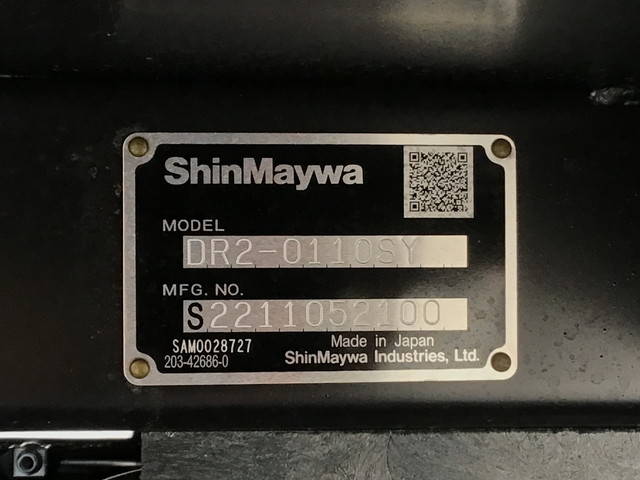 ShinMaywa
MODEL
DR2-0110SY
MFG. NO.
S2211052100
SAM0028727
Made in Japan
203-42686-0
ShinMaywa Industries, Ltd.